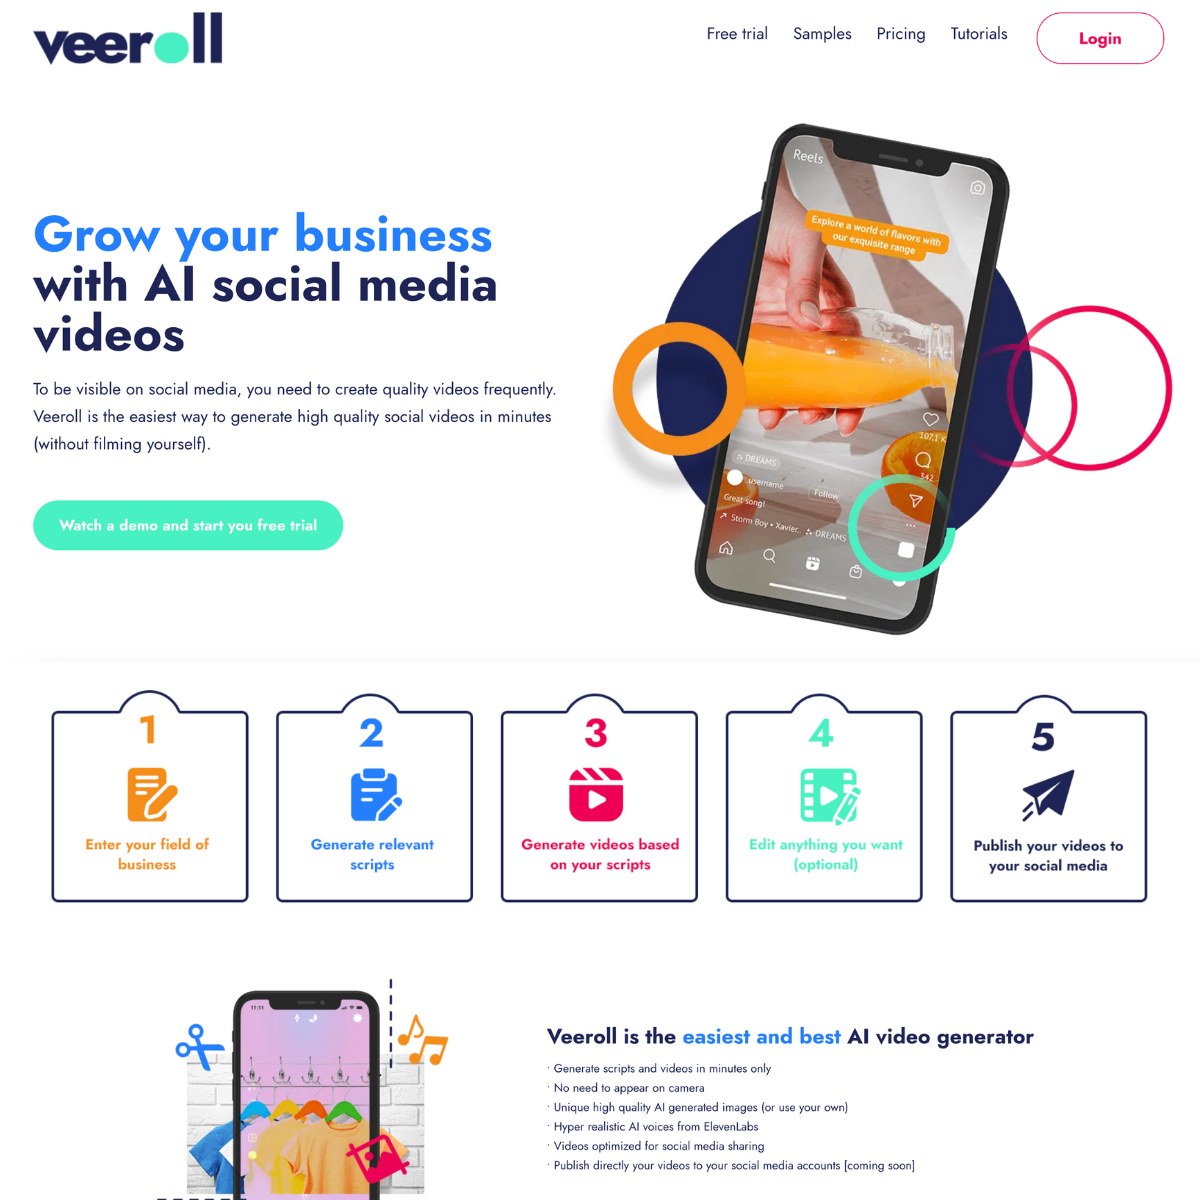 veeroll
Free trial
Samples
Pricing
Tutorials
Login
Grow your business
with AI social media
videos
To be visible on social media, you need to create quality videos frequently.
Veeroll is the easiest way to generate high quality social videos in minutes
(without filming yourself).
Watch a demo and start you free trial
Reels
Explore a world of flavors with
our exquisite range
107,1 K
342
DREAMS
username
Follow
Great song!
Storm Boy • Xavier..
DREAMS
1
Enter your field of
business
2
Generate relevant
scripts
3
Generate videos based
on your scripts
4
Edit anything you want
(optional)
5
Publish your videos to
your social media
11:11
Veeroll is the easiest and best AI video generator
· Generate scripts and videos in minutes only
· No need to appear on camera
· Unique high quality AI generated images (or use your own)
· Hyper realistic AI voices from ElevenLabs
· Videos optimized for social media sharing
· Publish directly your videos to your social media accounts [coming soon]